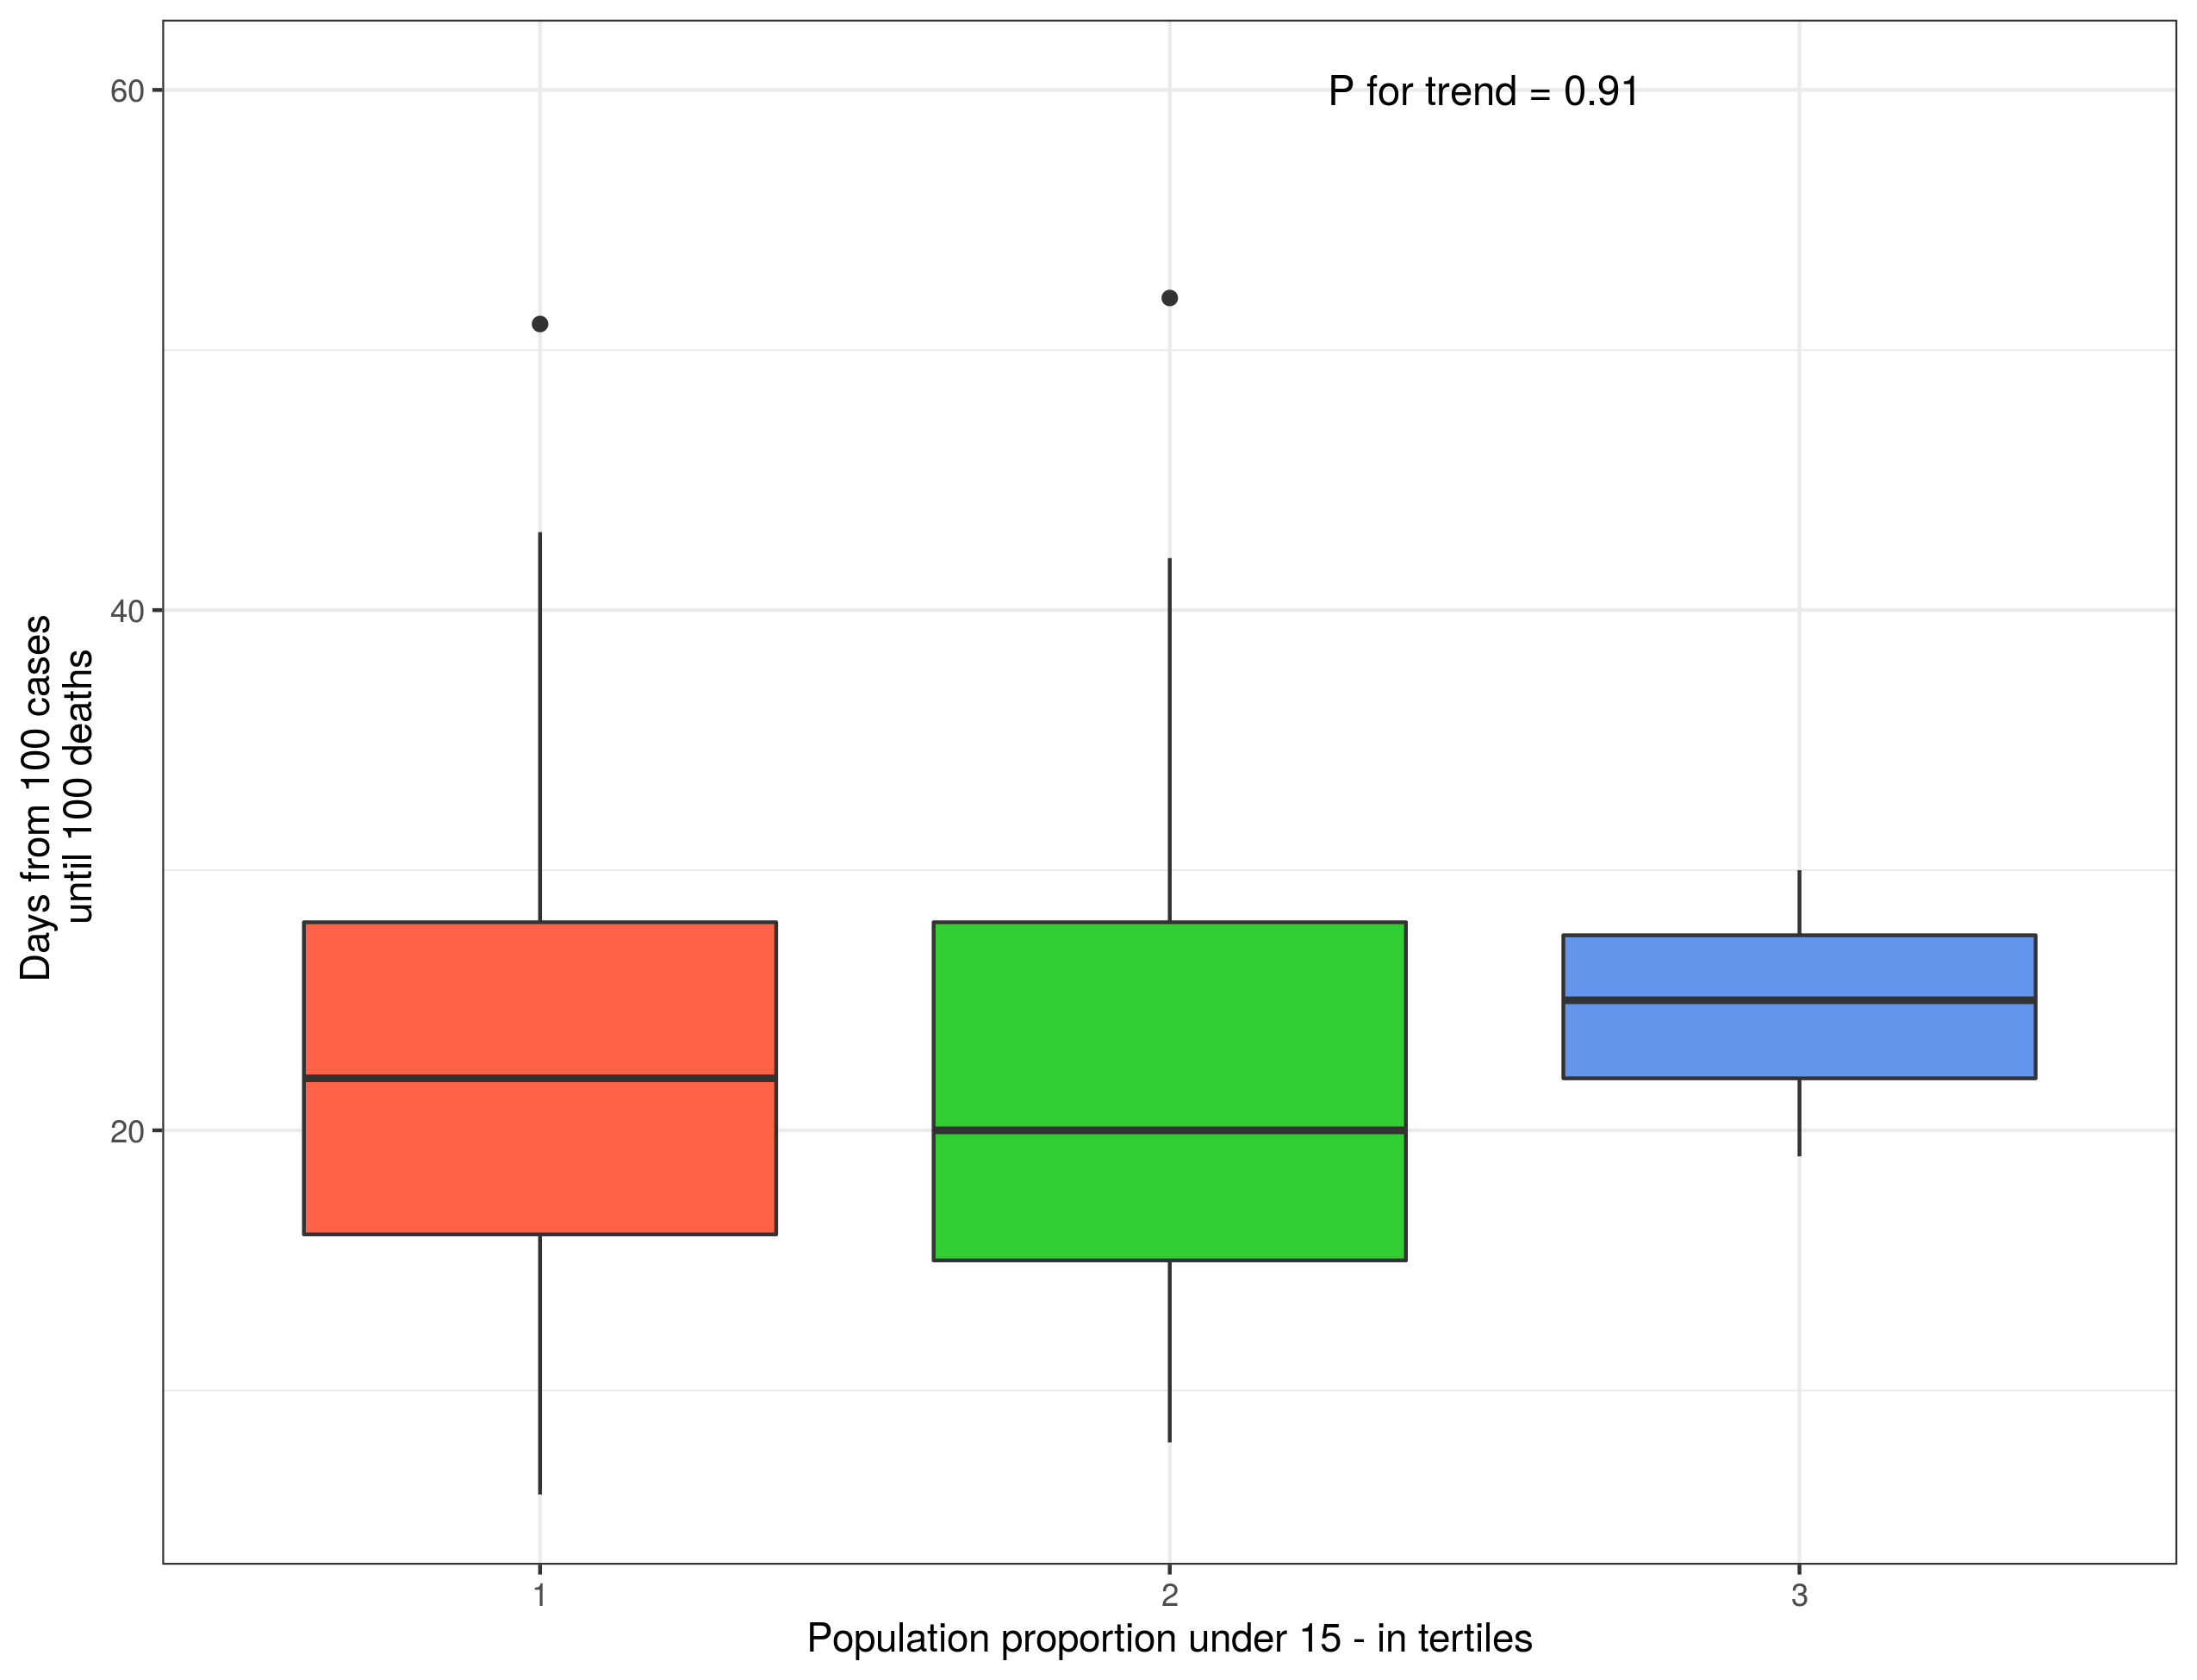 P for trend = 0.91
60
40
20
Days from 100 cases
until 100 deaths
1
2
3
Population proportion under 15 - in tertiles